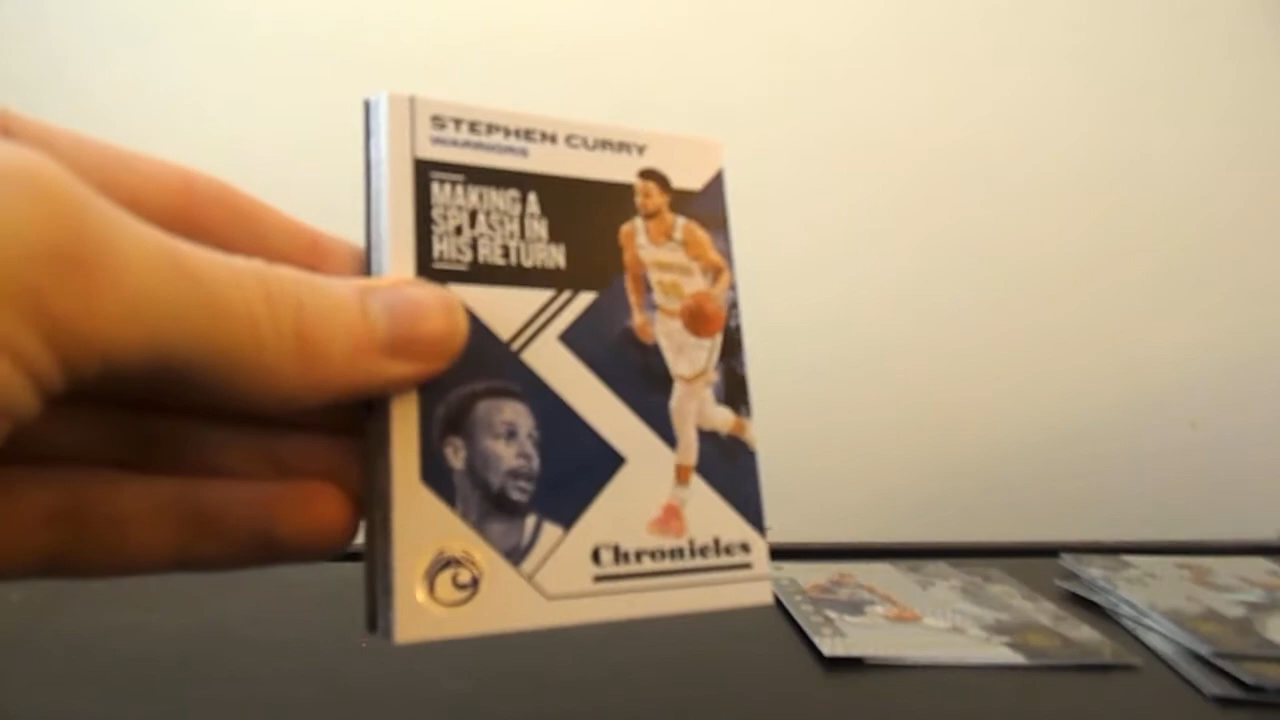 STEPHEN CURRY
WARRIORS
MAKING A
SPLASH IN
HIS RETURN
Chronicles